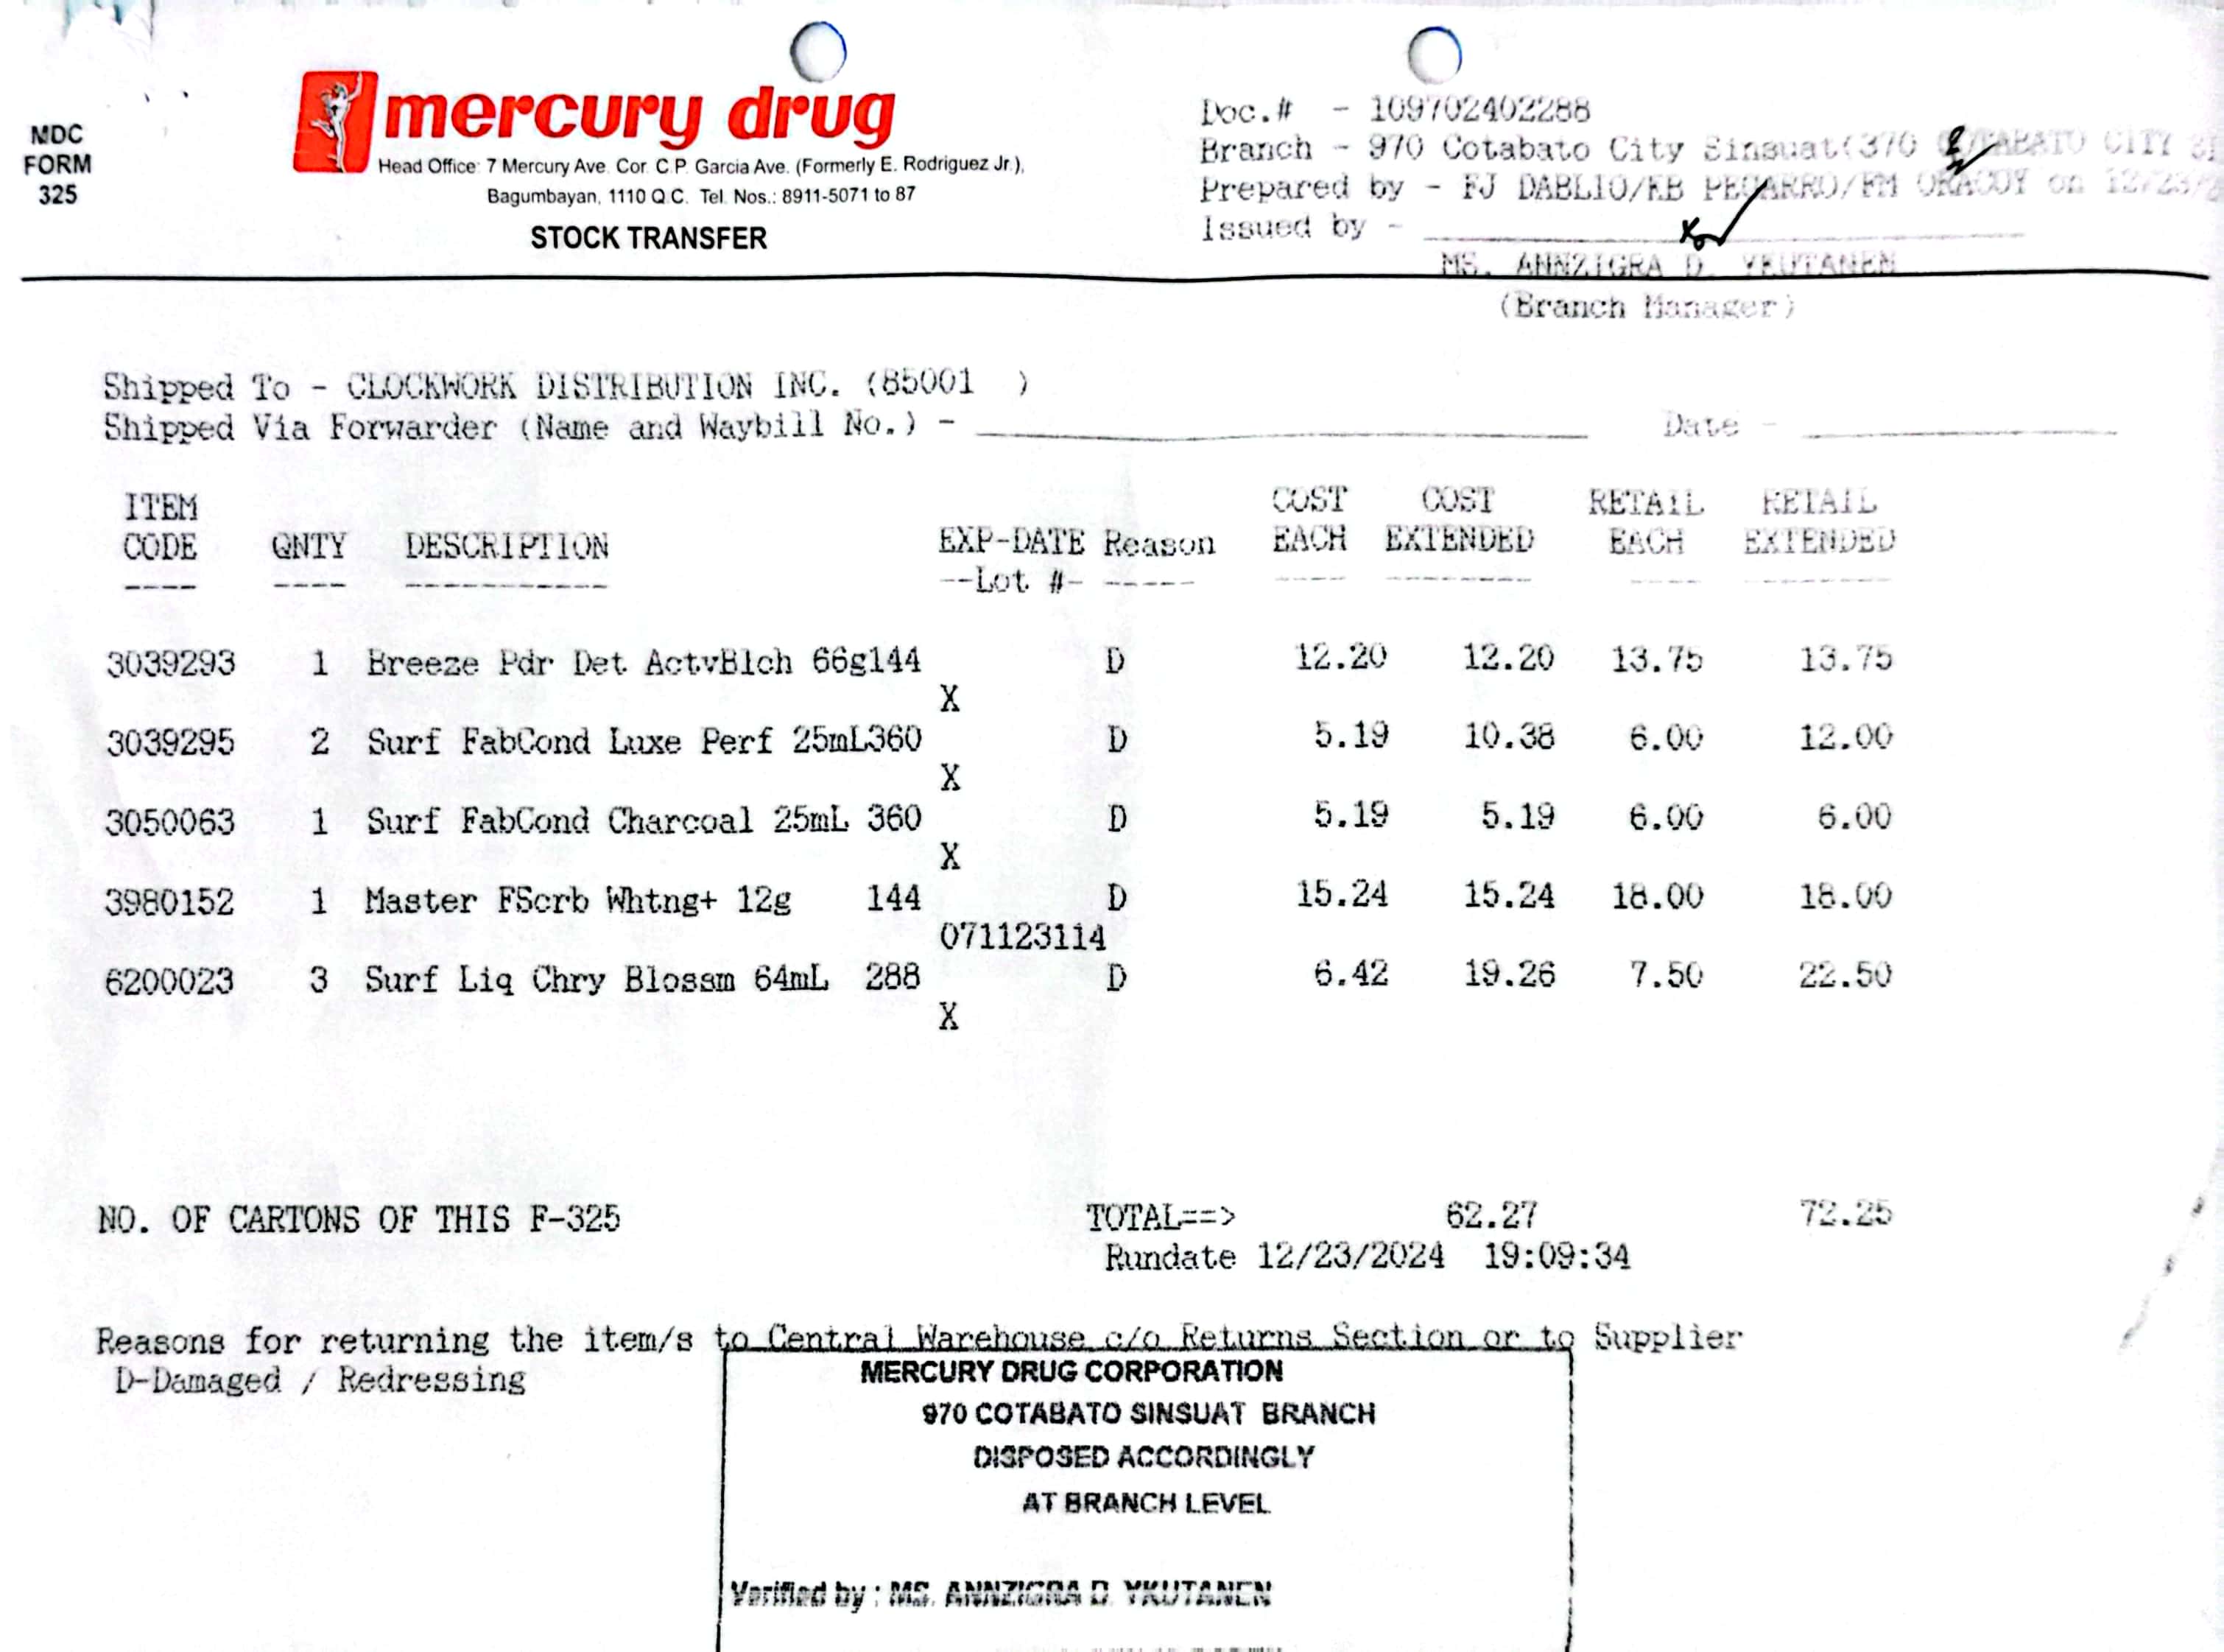 MDC
FORM
325
mercury drug
Head Office: 7 Mercury Ave. Cor. C.P. Garcia Ave. (Formerly E. Rodriguez Jr.),
Bagumbayan, 1110 Q.C. Tel. Nos.: 8911-5071 to 87
STOCK TRANSFER
Doc.# - 109702402288
Branch - 970 Cotabato City Sinsuat(370 COTABATO CITY
Prepared by - FJ DABLIO/KB PECARRO/FM ORACOY on 12/23/
Issued by -
MS. ANNZIGRA D. YKUTANEN
(Branch Manager)
Shipped To - CLOCKWORK DISTRIBUTION INC. (85001 )
Shipped Via Forwarder (Name and Waybill No.) - Date -
ITEM CODE QNTY DESCRIPTION EXP-DATE --Lot #- Reason COST EACH COST EXTENDED RETAIL EACH RETAIL EXTENDED
3039293 1 Breeze Pdr Det ActvBlch 66g144 D 12.20 12.20 13.75 13.75
X
3039295 2 Surf FabCond Luxe Perf 25mL360 D 5.19 10.38 6.00 12.00
X
3050063 1 Surf FabCond Charcoal 25mL 360 D 5.19 5.19 6.00 6.00
X
3980152 1 Master FScrb Whtng+ 12g 144 D 15.24 15.24 18.00 18.00
071123114
6200023 3 Surf Liq Chry Blossm 64mL 288 D 6.42 19.26 7.50 22.50
X
NO. OF CARTONS OF THIS F-325 TOTAL==> 62.27 72.25
Rundate 12/23/2024 19:09:34
Reasons for returning the item/s to Central Warehouse c/o Returns Section or to Supplier
D-Damaged / Redressing
MERCURY DRUG CORPORATION
970 COTABATO SINSUAT BRANCH
DISPOSED ACCORDINGLY
AT BRANCH LEVEL
Verified by : MS. ANNZIGRA D. YKUTANEN